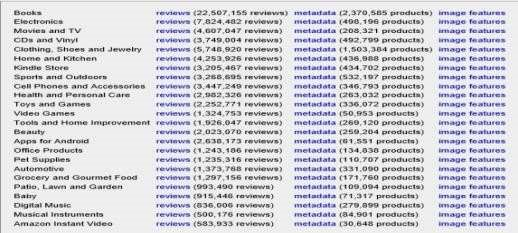 Books reviews (22,507,155 reviews) metadata (2,370,585 products) image features
Electronics reviews (7,824,482 reviews) metadata (498,196 products) image features
Movies and TV reviews (4,607,047 reviews) metadata (208,321 products) image features
CDs and Vinyl reviews (3,749,004 reviews) metadata (492,799 products) image features
Clothing, Shoes and Jewelry reviews (5,748,920 reviews) metadata (1,503,384 products) image features
Home and Kitchen reviews (4,253,926 reviews) metadata (436,988 products) image features
Kindle Store reviews (3,205,467 reviews) metadata (434,702 products) image features
Sports and Outdoors reviews (3,268,695 reviews) metadata (532,197 products) image features
Cell Phones and Accessories reviews (3,447,249 reviews) metadata (346,793 products) image features
Health and Personal Care reviews (2,982,326 reviews) metadata (263,032 products) image features
Toys and Games reviews (2,252,771 reviews) metadata (336,072 products) image features
Video Games reviews (1,324,753 reviews) metadata (50,953 products) image features
Tools and Home Improvement reviews (1,926,047 reviews) metadata (269,120 products) image features
Beauty reviews (2,023,070 reviews) metadata (259,204 products) image features
Apps for Android reviews (2,638,173 reviews) metadata (61,551 products) image features
Office Products reviews (1,243,186 reviews) metadata (134,838 products) image features
Pet Supplies reviews (1,235,316 reviews) metadata (110,707 products) image features
Automotive reviews (1,373,768 reviews) metadata (331,090 products) image features
Grocery and Gourmet Food reviews (1,297,156 reviews) metadata (171,760 products) image features
Patio, Lawn and Garden reviews (993,490 reviews) metadata (109,094 products) image features
Baby reviews (915,446 reviews) metadata (71,317 products) image features
Digital Music reviews (836,006 reviews) metadata (279,899 products) image features
Musical Instruments reviews (500,176 reviews) metadata (84,901 products) image features
Amazon Instant Video reviews (583,933 reviews) metadata (30,648 products) image features